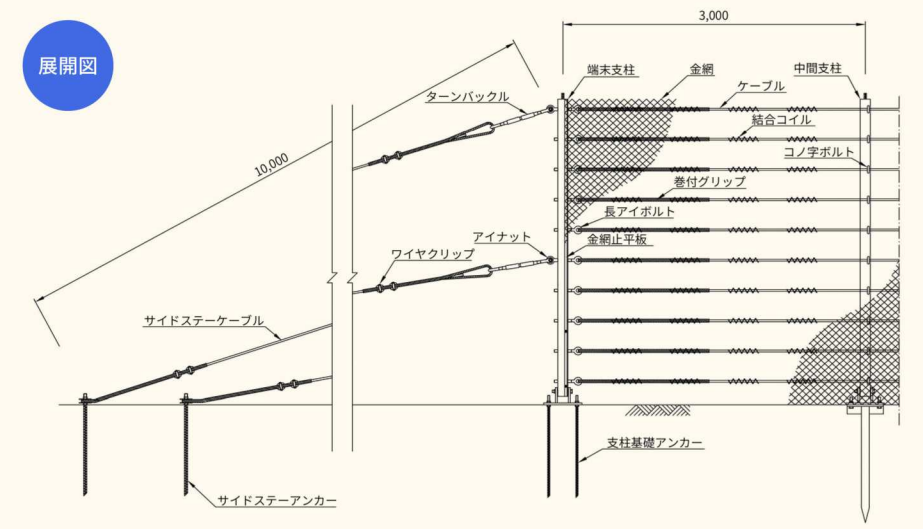 展開図
3,000
端末支柱
金網
中間支柱
ターンバックル
ケーブル
結合コイル
10,000
コノ字ボルト
巻付グリップ
長アイボルト
アイナット
金網止平板
ワイヤクリップ
サイドステーケーブル
支柱基礎アンカー
サイドステーアンカー